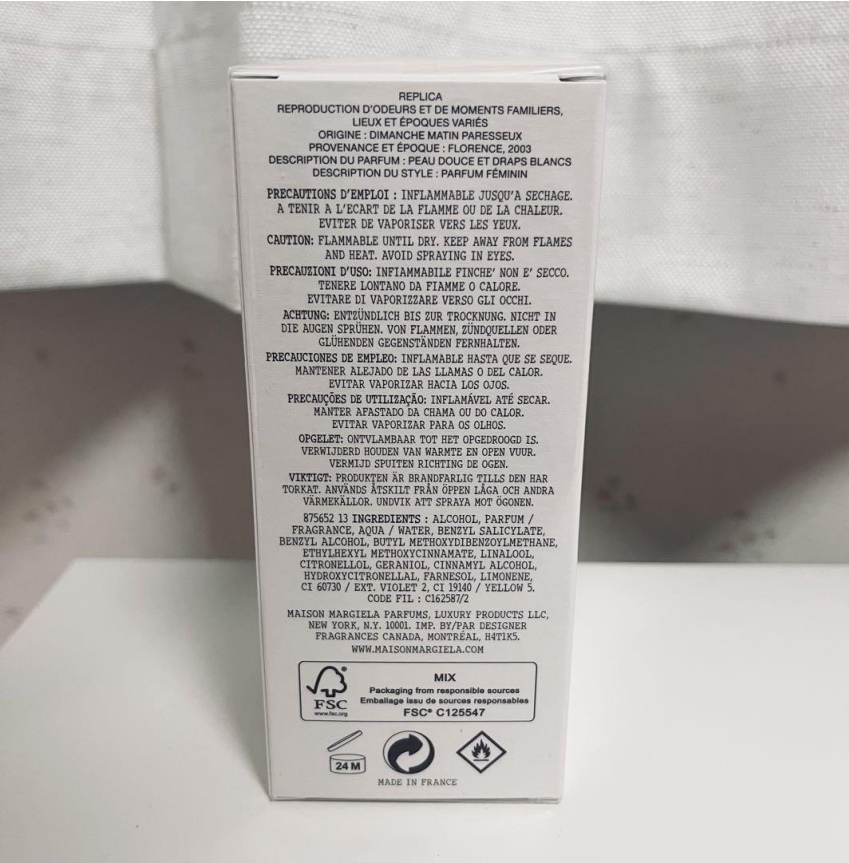 REPLICA
REPRODUCTION D'ODEURS ET DE MOMENTS FAMILIERS,
LIEUX ET ÉPOQUES VARIÉS
ORIGINE : DIMANCHE MATIN PARESSEUX
PROVENANCE ET ÉPOQUE : FLORENCE, 2003
DESCRIPTION DU PARFUM : PEAU DOUCE ET DRAPS BLANCS
DESCRIPTION DU STYLE : PARFUM FÉMININ
PRECAUTIONS D'EMPLOI : INFLAMMABLE JUSQU'A SECHAGE.
A TENIR A L'ECART DE LA FLAMME OU DE LA CHALEUR.
EVITER DE VAPORISER VERS LES YEUX.
CAUTION: FLAMMABLE UNTIL DRY. KEEP AWAY FROM FLAMES
AND HEAT. AVOID SPRAYING IN EYES.
PRECAUZIONI D'USO: INFIAMMABILE FINCHE' NON E' SECCO.
TENERE LONTANO DA FIAMME O CALORE.
EVITARE DI VAPORIZZARE VERSO GLI OCCHI.
ACHTUNG: ENTZÜNDLICH BIS ZUR TROCKNUNG. NICHT IN
DIE AUGEN SPRÜHEN. VON FLAMMEN, ZÜNDQUELLEN ODER
GLÜHENDEN GEGENSTÄNDEN FERNHALTEN.
PRECAUCIONES DE EMPLEO: INFLAMABLE HASTA QUE SE SEQUE.
MANTENER ALEJADO DE LAS LLAMAS O DEL CALOR.
EVITAR VAPORIZAR HACIA LOS OJOS.
PRECAUÇÕES DE UTILIZAÇÃO: INFLAMÁVEL ATÉ SECAR.
MANTER AFASTADO DA CHAMA OU DO CALOR.
EVITAR VAPORIZAR PARA OS OLHOS.
OPGELET: ONTVLAMBAAR TOT HET OPGEDROOGD IS.
VERWIJDERD HOUDEN VAN WARMTE EN OPEN VUUR.
VERMIJD SPUITEN RICHTING DE OGEN.
VIKTIGT: PRODUKTEN ÄR BRANDFARLIG TILLS DEN HAR
TORKAT. ANVÄNDS ÅTSKILT FRÅN ÖPPEN LÅGA OCH ANDRA
VÄRMEKÄLLOR. UNDVIK ATT SPRAYA MOT ÖGONEN.
875652 13 INGREDIENTS : ALCOHOL, PARFUM /
FRAGRANCE, AQUA / WATER, BENZYL SALICYLATE,
BENZYL ALCOHOL, BUTYL METHOXYDIBENZOYLMETHANE,
ETHYLHEXYL METHOXYCINNAMATE, LINALOOL,
CITRONELLOL, GERANIOL, CINNAMYL ALCOHOL,
HYDROXYCITRONELLAL, FARNESOL, LIMONENE,
CI 60730 / EXT. VIOLET 2, CI 19140 / YELLOW 5.
CODE FIL : C162587/2
MAISON MARGIELA PARFUMS, LUXURY PRODUCTS LLC,
NEW YORK, N.Y. 10001. IMP. BY/PAR DESIGNER
FRAGRANCES CANADA, MONTRÉAL, H4T1K5.
WWW.MAISONMARGIELA.COM
MIX
Packaging from responsible sources
Emballage issu de sources responsables
FSC® C125547
FSC
www.fsc.org
24 M
MADE IN FRANCE